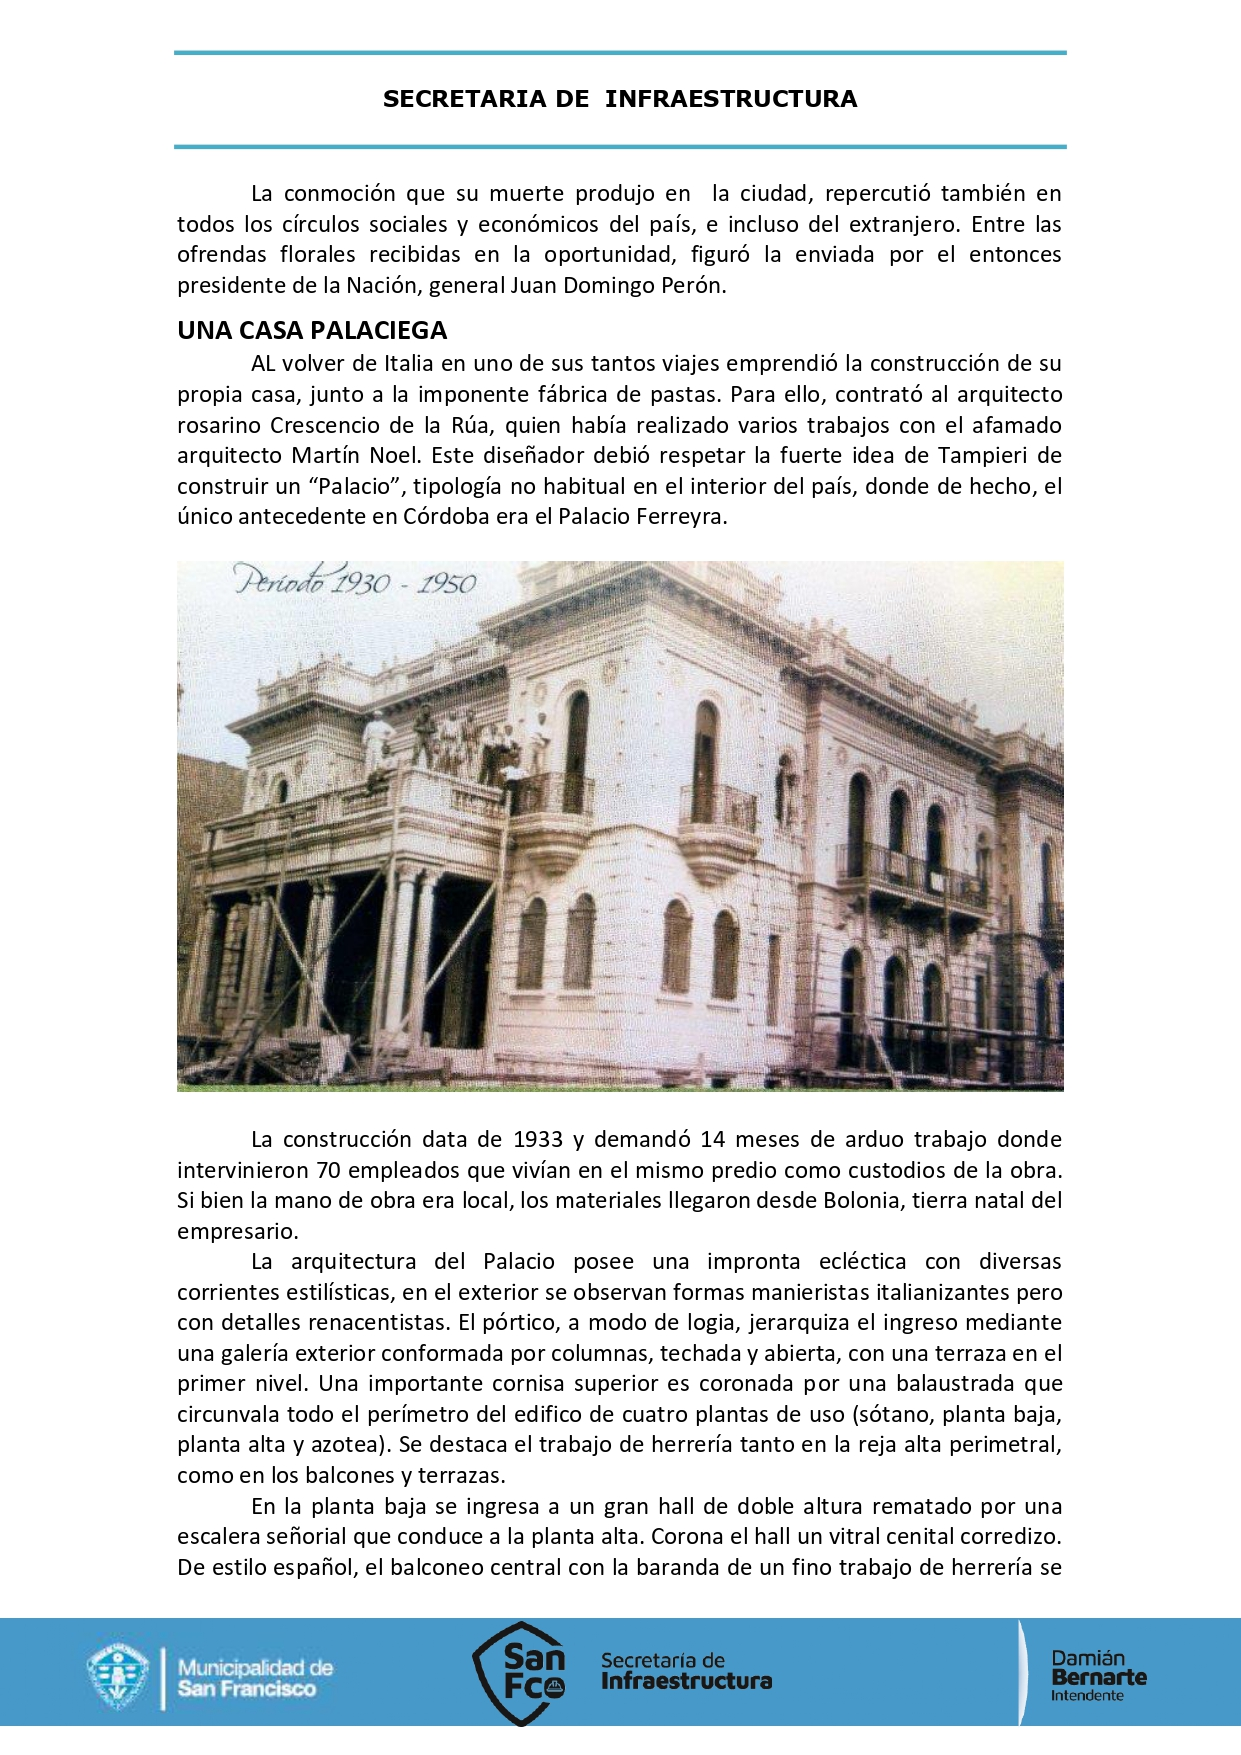 SECRETARIA DE INFRAESTRUCTURA
La conmoción que su muerte produjo en la ciudad, repercutió también en
todos los círculos sociales y económicos del país, e incluso del extranjero. Entre las
ofrendas florales recibidas en la oportunidad, figuró la enviada por el entonces
presidente de la Nación, general Juan Domingo Perón.
UNA CASA PALACIEGA
AL volver de Italia en uno de sus tantos viajes emprendió la construcción de su
propia casa, junto a la imponente fábrica de pastas. Para ello, contrató al arquitecto
rosarino Crescencio de la Rúa, quien había realizado varios trabajos con el afamado
arquitecto Martín Noel. Este diseñador debió respetar la fuerte idea de Tampieri de
construir un “Palacio”, tipología no habitual en el interior del país, donde de hecho, el
único antecedente en Córdoba era el Palacio Ferreyra.
Período 1930 - 1950
La construcción data de 1933 y demandó 14 meses de arduo trabajo donde
intervinieron 70 empleados que vivían en el mismo predio como custodios de la obra.
Si bien la mano de obra era local, los materiales llegaron desde Bolonia, tierra natal del
empresario.
La arquitectura del Palacio posee una impronta ecléctica con diversas
corrientes estilísticas, en el exterior se observan formas manieristas italianizantes pero
con detalles renacentistas. El pórtico, a modo de logia, jerarquiza el ingreso mediante
una galería exterior conformada por columnas, techada y abierta, con una terraza en el
primer nivel. Una importante cornisa superior es coronada por una balaustrada que
circunvala todo el perímetro del edifico de cuatro plantas de uso (sótano, planta baja,
planta alta y azotea). Se destaca el trabajo de herrería tanto en la reja alta perimetral,
como en los balcones y terrazas.
En la planta baja se ingresa a un gran hall de doble altura rematado por una
escalera señorial que conduce a la planta alta. Corona el hall un vitral cenital corredizo.
De estilo español, el balconeo central con la baranda de un fino trabajo de herrería se
Municipalidad de
San Francisco
San
Fco
Secretaría de
Infraestructura
Damián
Bernarte
Intendente